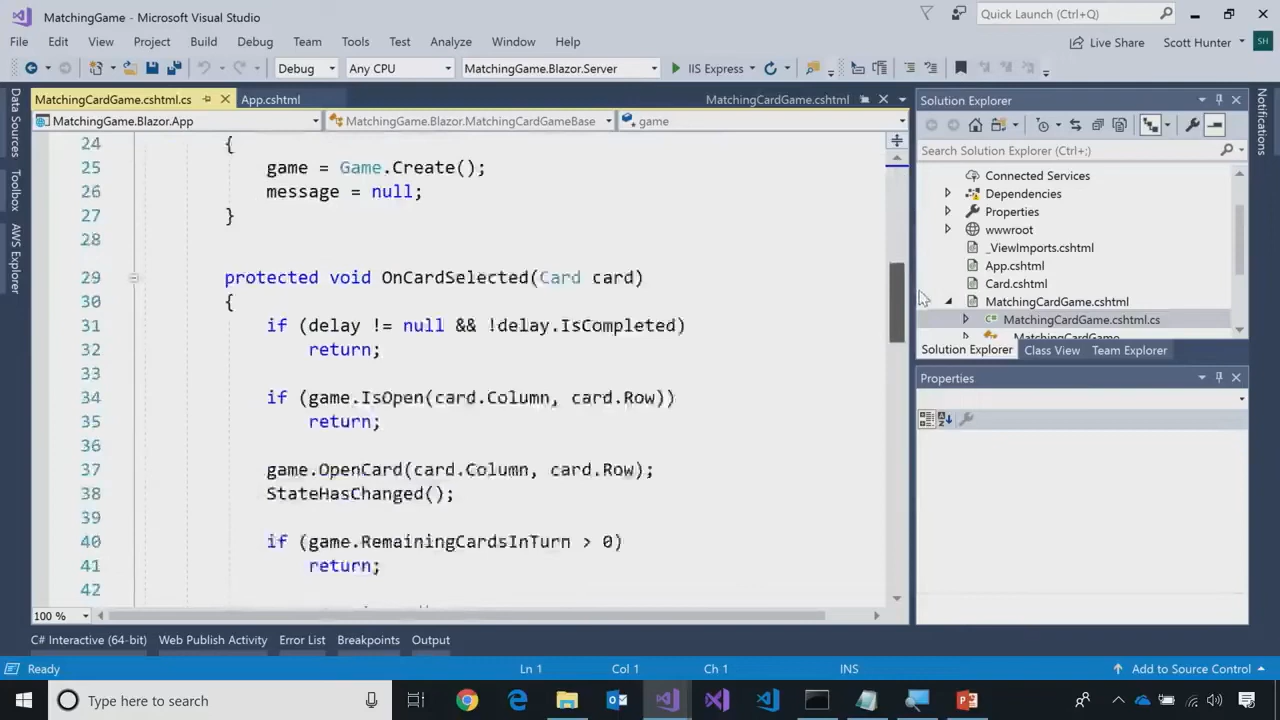 MatchingGame - Microsoft Visual Studio
Quick Launch (Ctrl+Q)
File Edit View Project Build Debug Team Tools Test Analyze Window Help
Live Share Scott Hunter SH
Debug Any CPU MatchingGame.Blazor.Server IIS Express
Data Sources
Toolbox
AWS Explorer
MatchingCardGame.cshtml.cs App.cshtml MatchingCardGame.cshtml
MatchingGame.Blazor.App MatchingGame.Blazor.MatchingCardGameBase game
24 {
25 game = Game.Create();
26 message = null;
27 }
28
29 protected void OnCardSelected(Card card)
30 {
31 if (delay != null && !delay.IsCompleted)
32 return;
33
34 if (game.IsOpen(card.Column, card.Row))
35 return;
36
37 game.OpenCard(card.Column, card.Row);
38 StateHasChanged();
39
40 if (game.RemainingCardsInTurn > 0)
41 return;
42
100 %
Solution Explorer
Search Solution Explorer (Ctrl+;)
Connected Services
Dependencies
Properties
wwwroot
_ViewImports.cshtml
App.cshtml
Card.cshtml
MatchingCardGame.cshtml
C# MatchingCardGame.cshtml.cs
MatchingCardGame
Solution Explorer Class View Team Explorer
Properties
Notifications
C# Interactive (64-bit) Web Publish Activity Error List Breakpoints Output
Ready Ln 1 Col 1 Ch 1 INS Add to Source Control
Type here to search